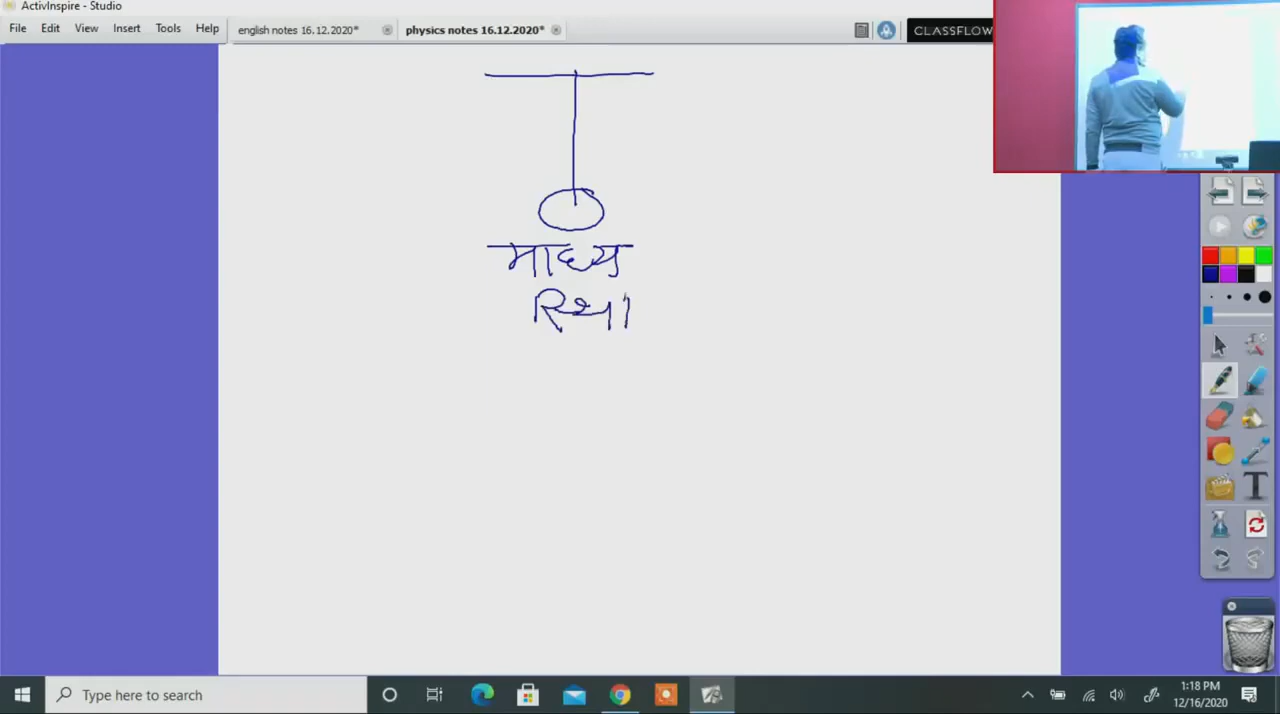 ActivInspire - Studio
File Edit View Insert Tools Help
english notes 16.12.2020*
physics notes 16.12.2020*
CLASSFLOW
माध्य
स्था
T
Type here to search
1:18 PM
12/16/2020